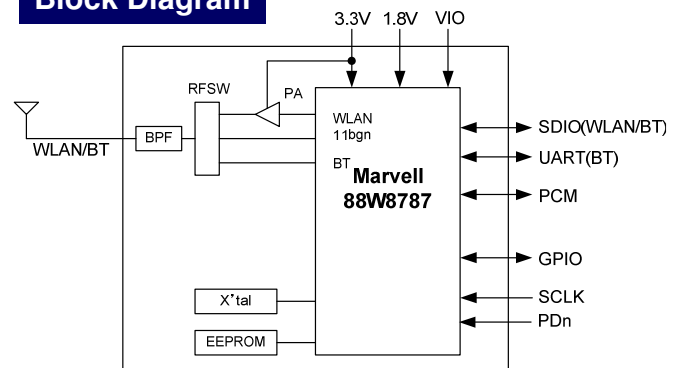 Block Diagram
3.3V 1.8V VIO
RFSW
PA
WLAN
11bgn
BPF
WLAN/BT
BT
Marvell
88W8787
SDIO(WLAN/BT)
UART(BT)
PCM
GPIO
X'tal
SCLK
PDn
EEPROM